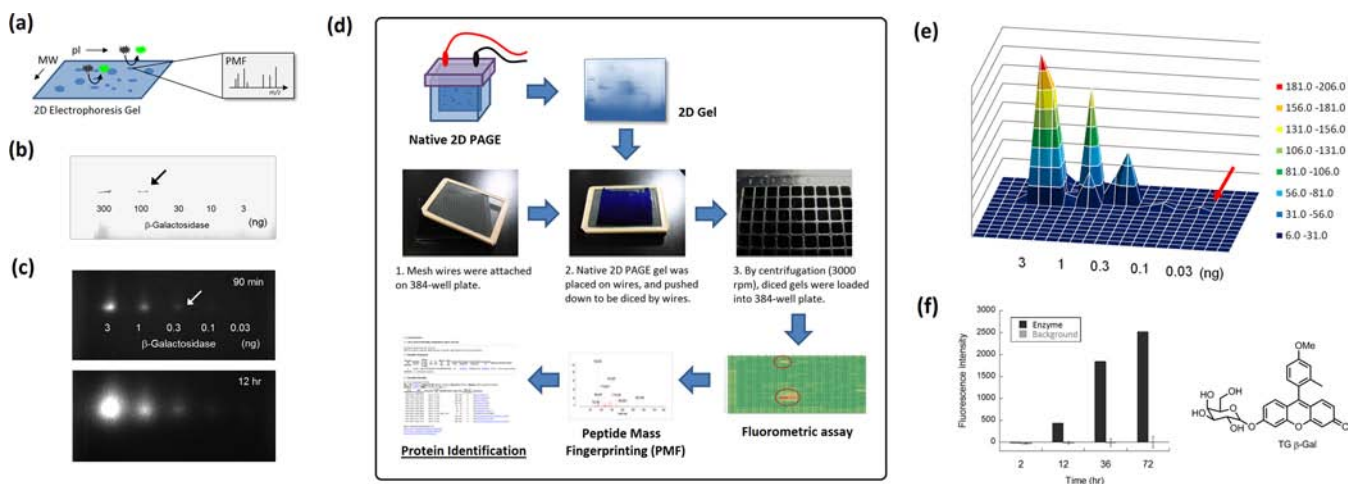 (a)
pI
MW
PMF
m/z
2D Electrophoresis Gel
(b)
300 100 30 10 3
β-Galactosidase (ng)
(c)
90 min
3 1 0.3 0.1 0.03
β-Galactosidase (ng)
12 hr
(d)
Native 2D PAGE
2D Gel
1. Mesh wires were attached
on 384-well plate.
2. Native 2D PAGE gel was
placed on wires, and pushed
down to be diced by wires.
3. By centrifugation (3000
rpm), diced gels were loaded
into 384-well plate.
Protein Identification
Peptide Mass
Fingerprinting (PMF)
Fluorometric assay
(e)
181.0 -206.0
156.0 -181.0
131.0 -156.0
106.0 -131.0
81.0 -106.0
56.0 -81.0
31.0 -56.0
6.0 -31.0
3 1 0.3 0.1 0.03 (ng)
(f)
Fluorescence Intensity
3000
2500
2000
1500
1000
500
0
Enzyme
Background
2 12 36 72
Time (hr)
OMe
OH
OH
HO
HO
OH
O
O
O
O
TG β-Gal